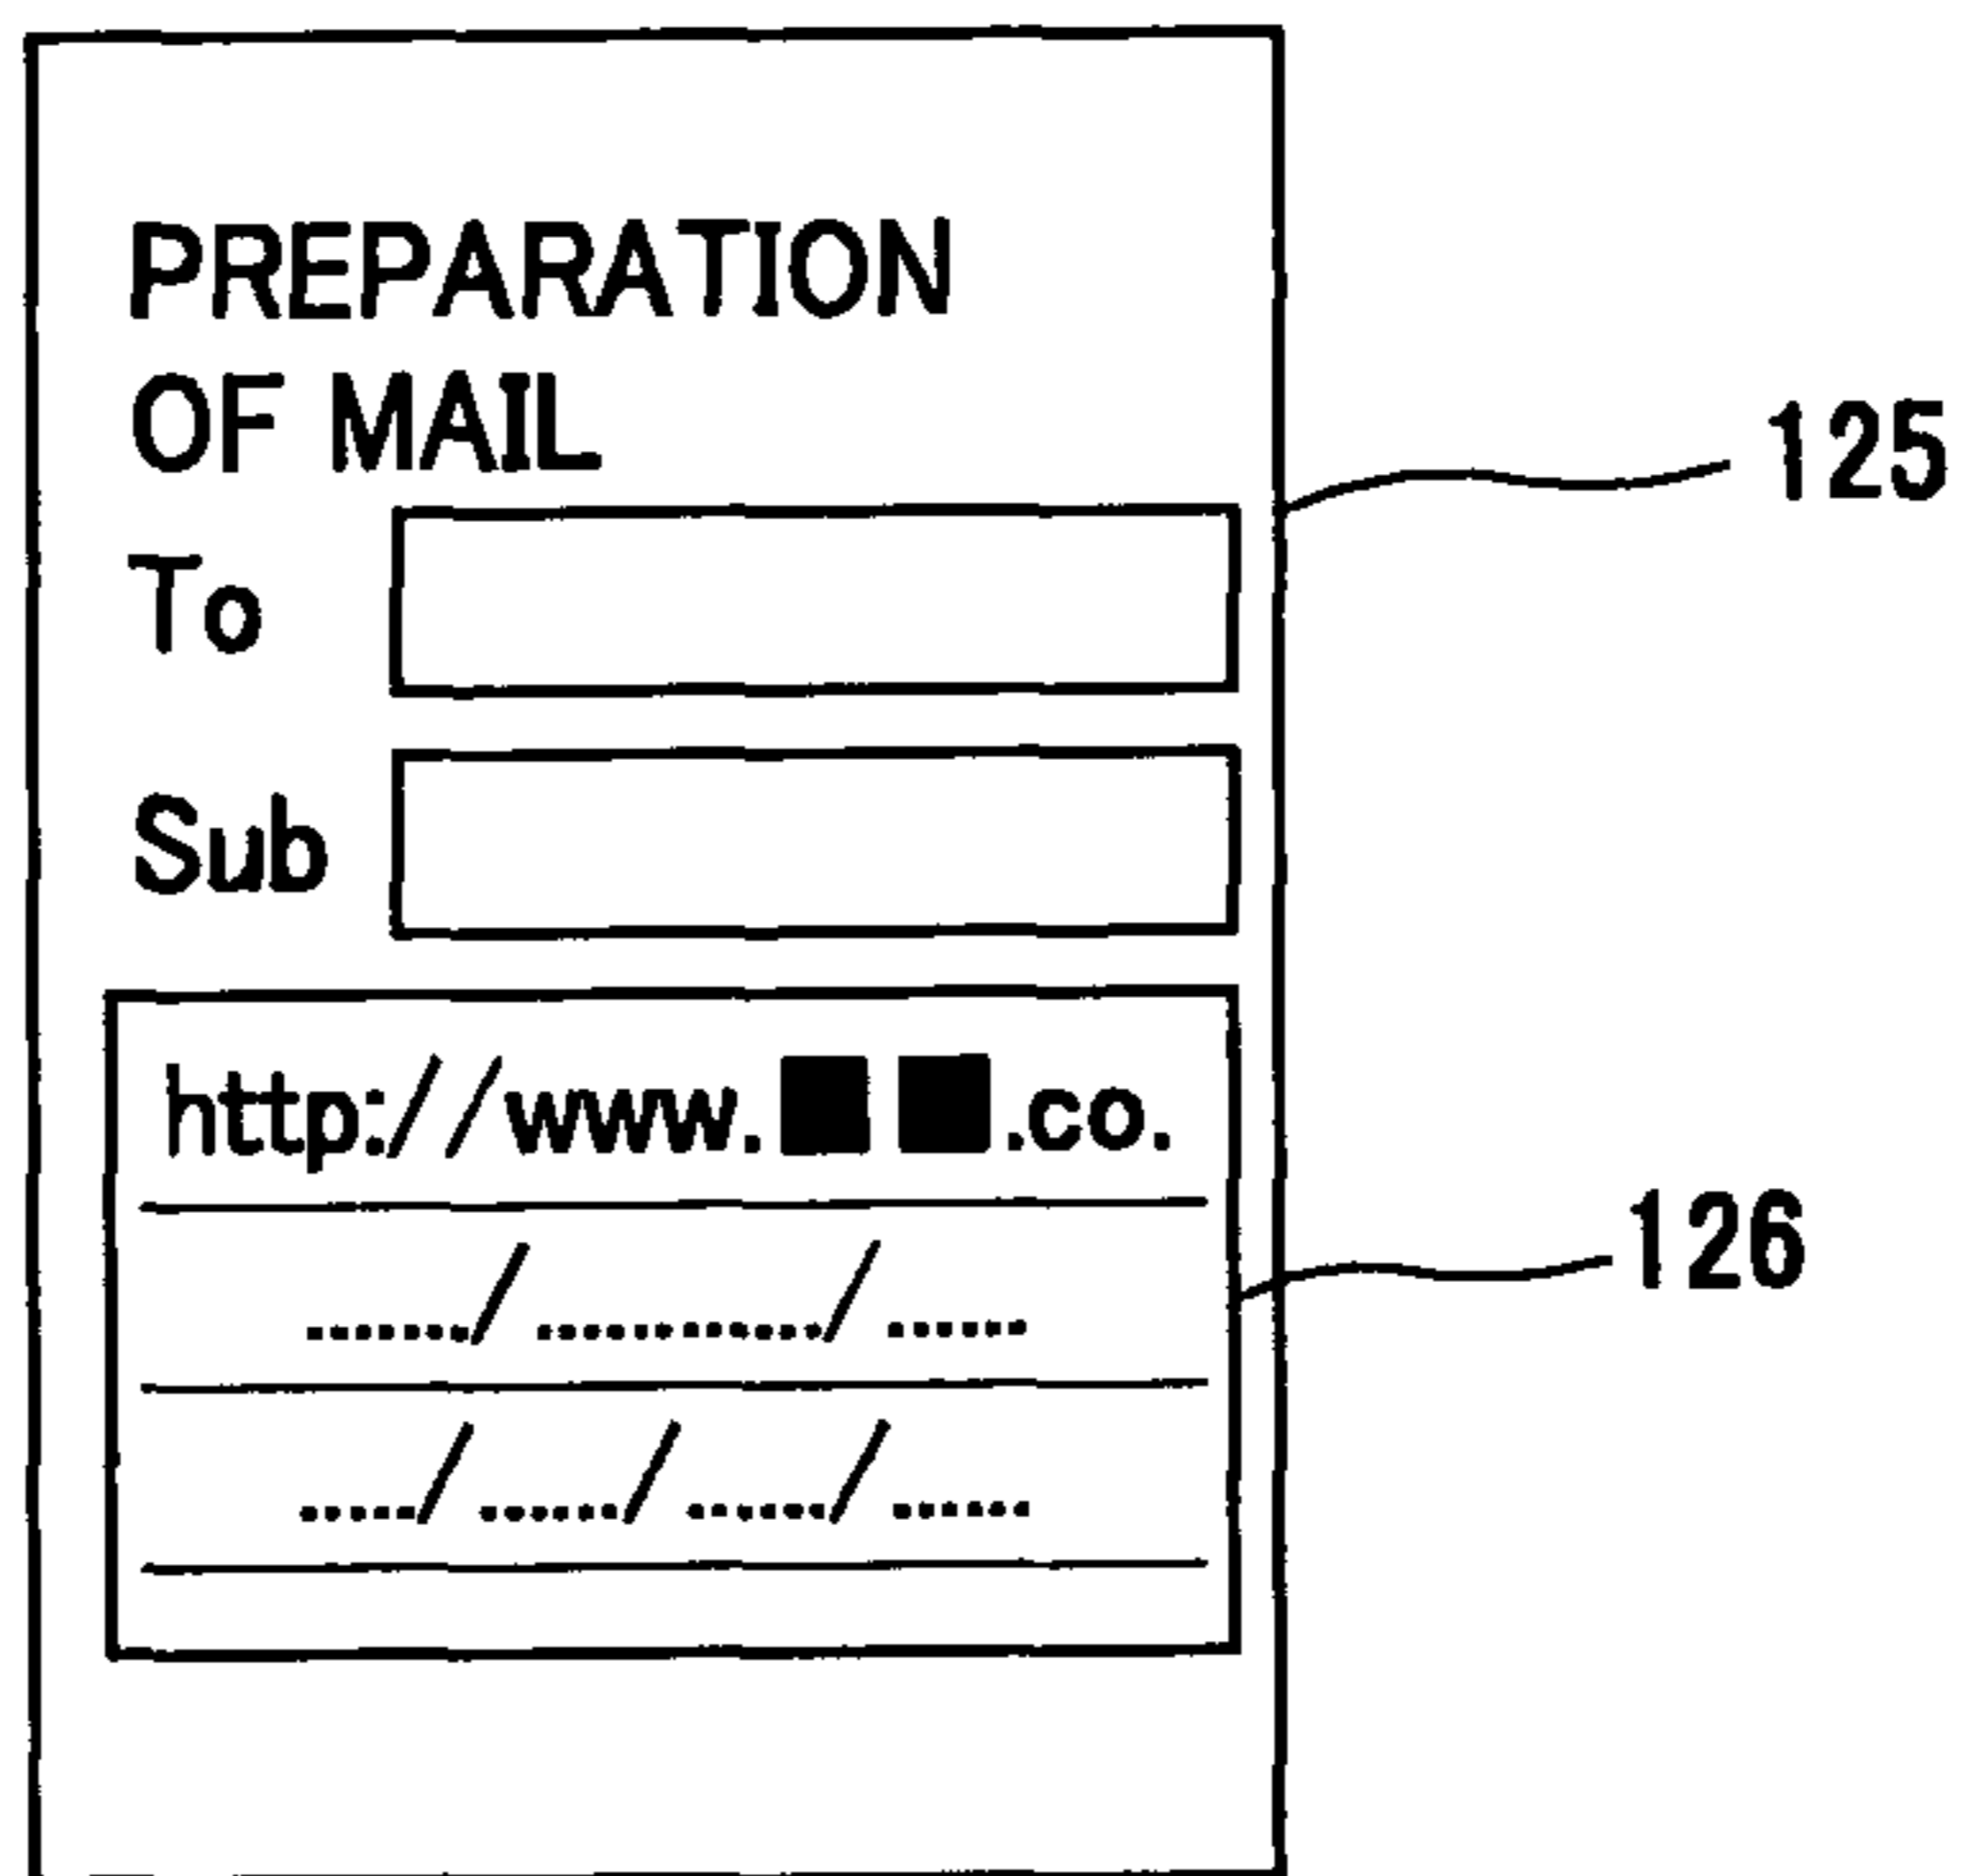 PREPARATION
OF MAIL
125
To
Sub
http://www.■ ■.co.
126
......./ ............/ ......
...../ ....../ ....../ ......